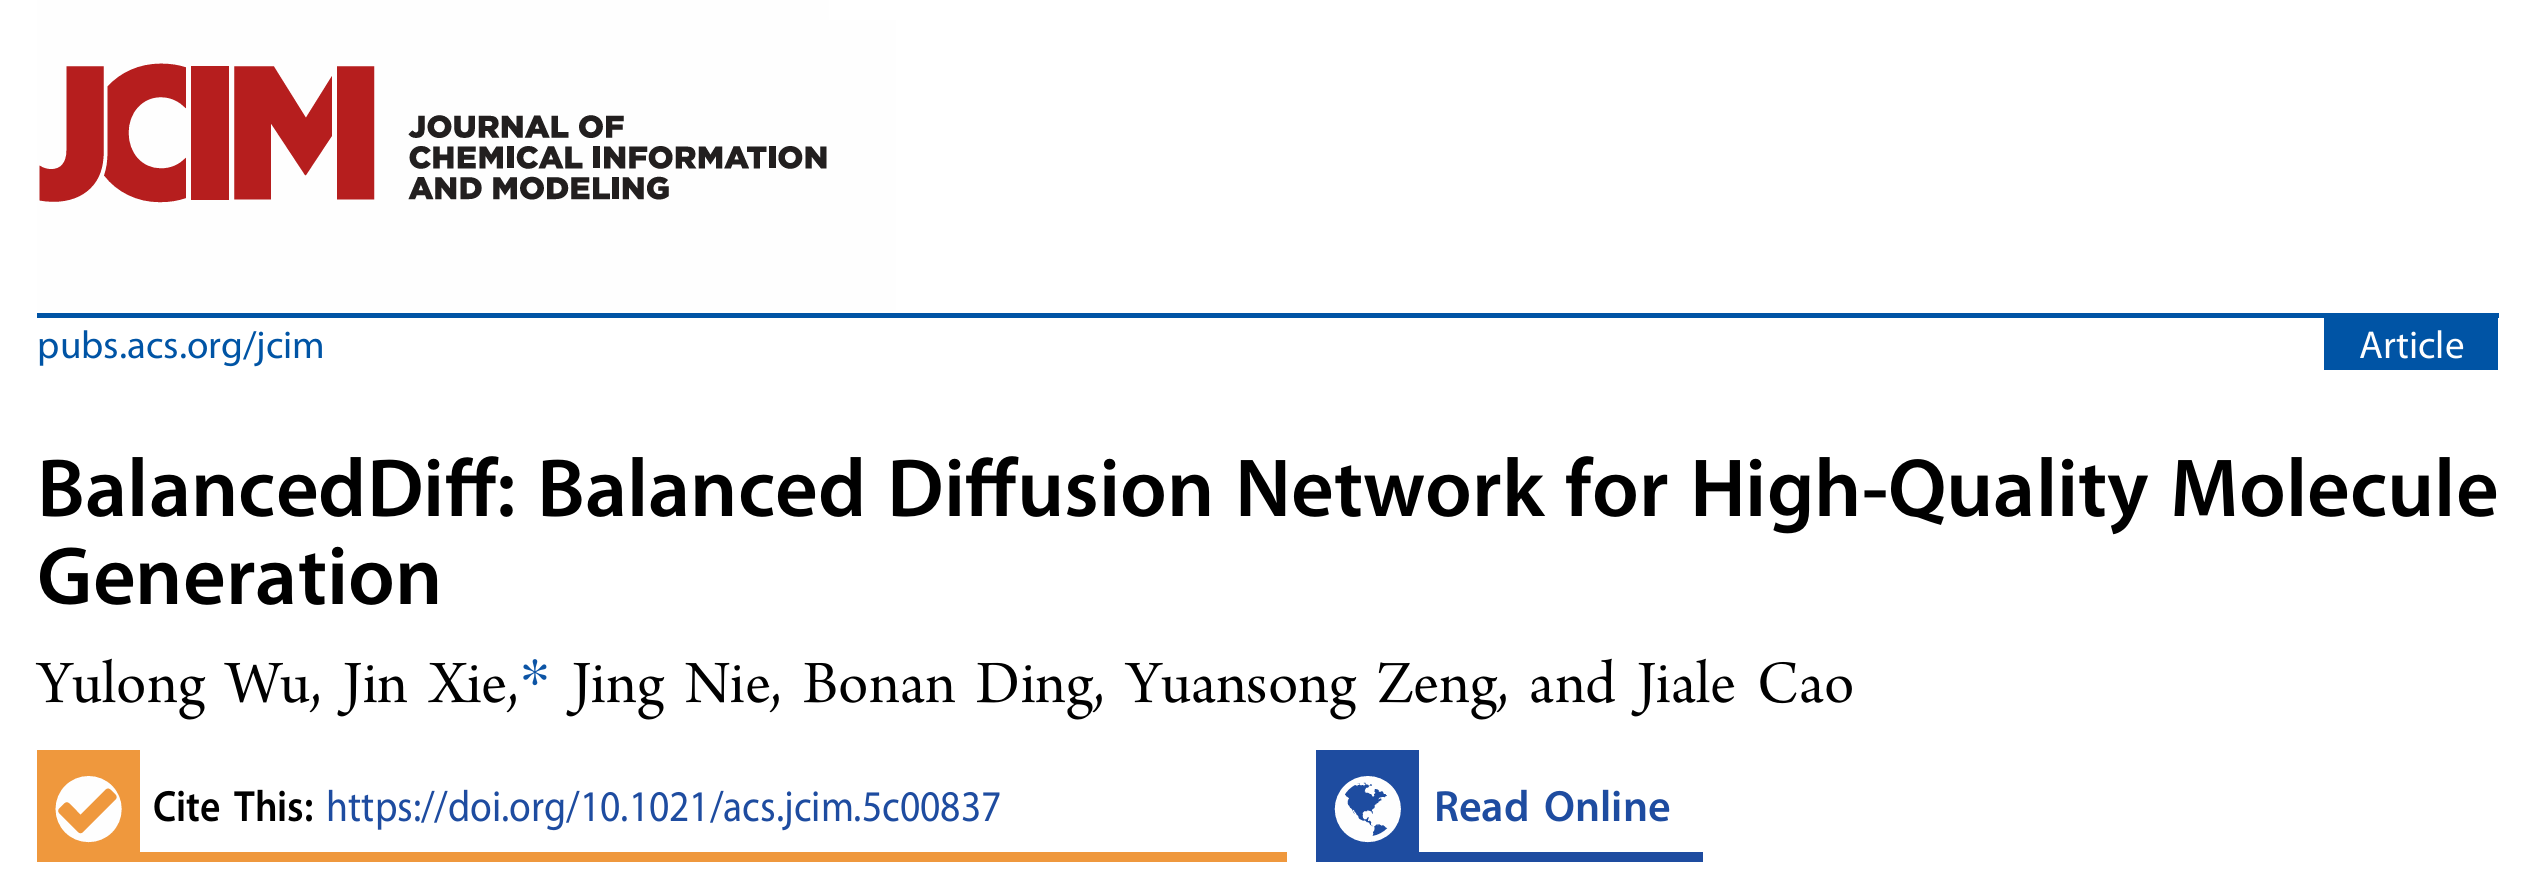 JCIM
JOURNAL OF
CHEMICAL INFORMATION
AND MODELING
pubs.acs.org/jcim
Article
BalancedDiff: Balanced Diffusion Network for High-Quality Molecule
Generation
Yulong Wu, Jin Xie,* Jing Nie, Bonan Ding, Yuansong Zeng, and Jiale Cao
Cite This: https://doi.org/10.1021/acs.jcim.5c00837
Read Online